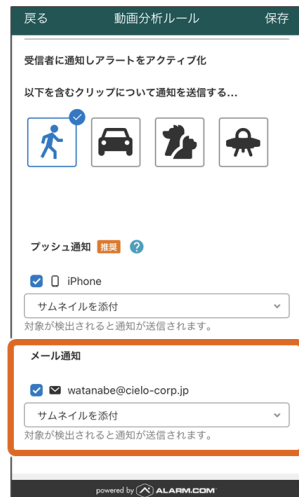 戻る 動画分析ルール 保存
受信者に通知しアラートをアクティブ化
以下を含むクリップについて通知を送信する...
プッシュ通知 推奨 ?
iPhone
サムネイルを添付
対象が検出されると通知が送信されます。
メール通知
watanabe@cielo-corp.jp
サムネイルを添付
対象が検出されると通知が送信されます。
powered by ALARM.COM